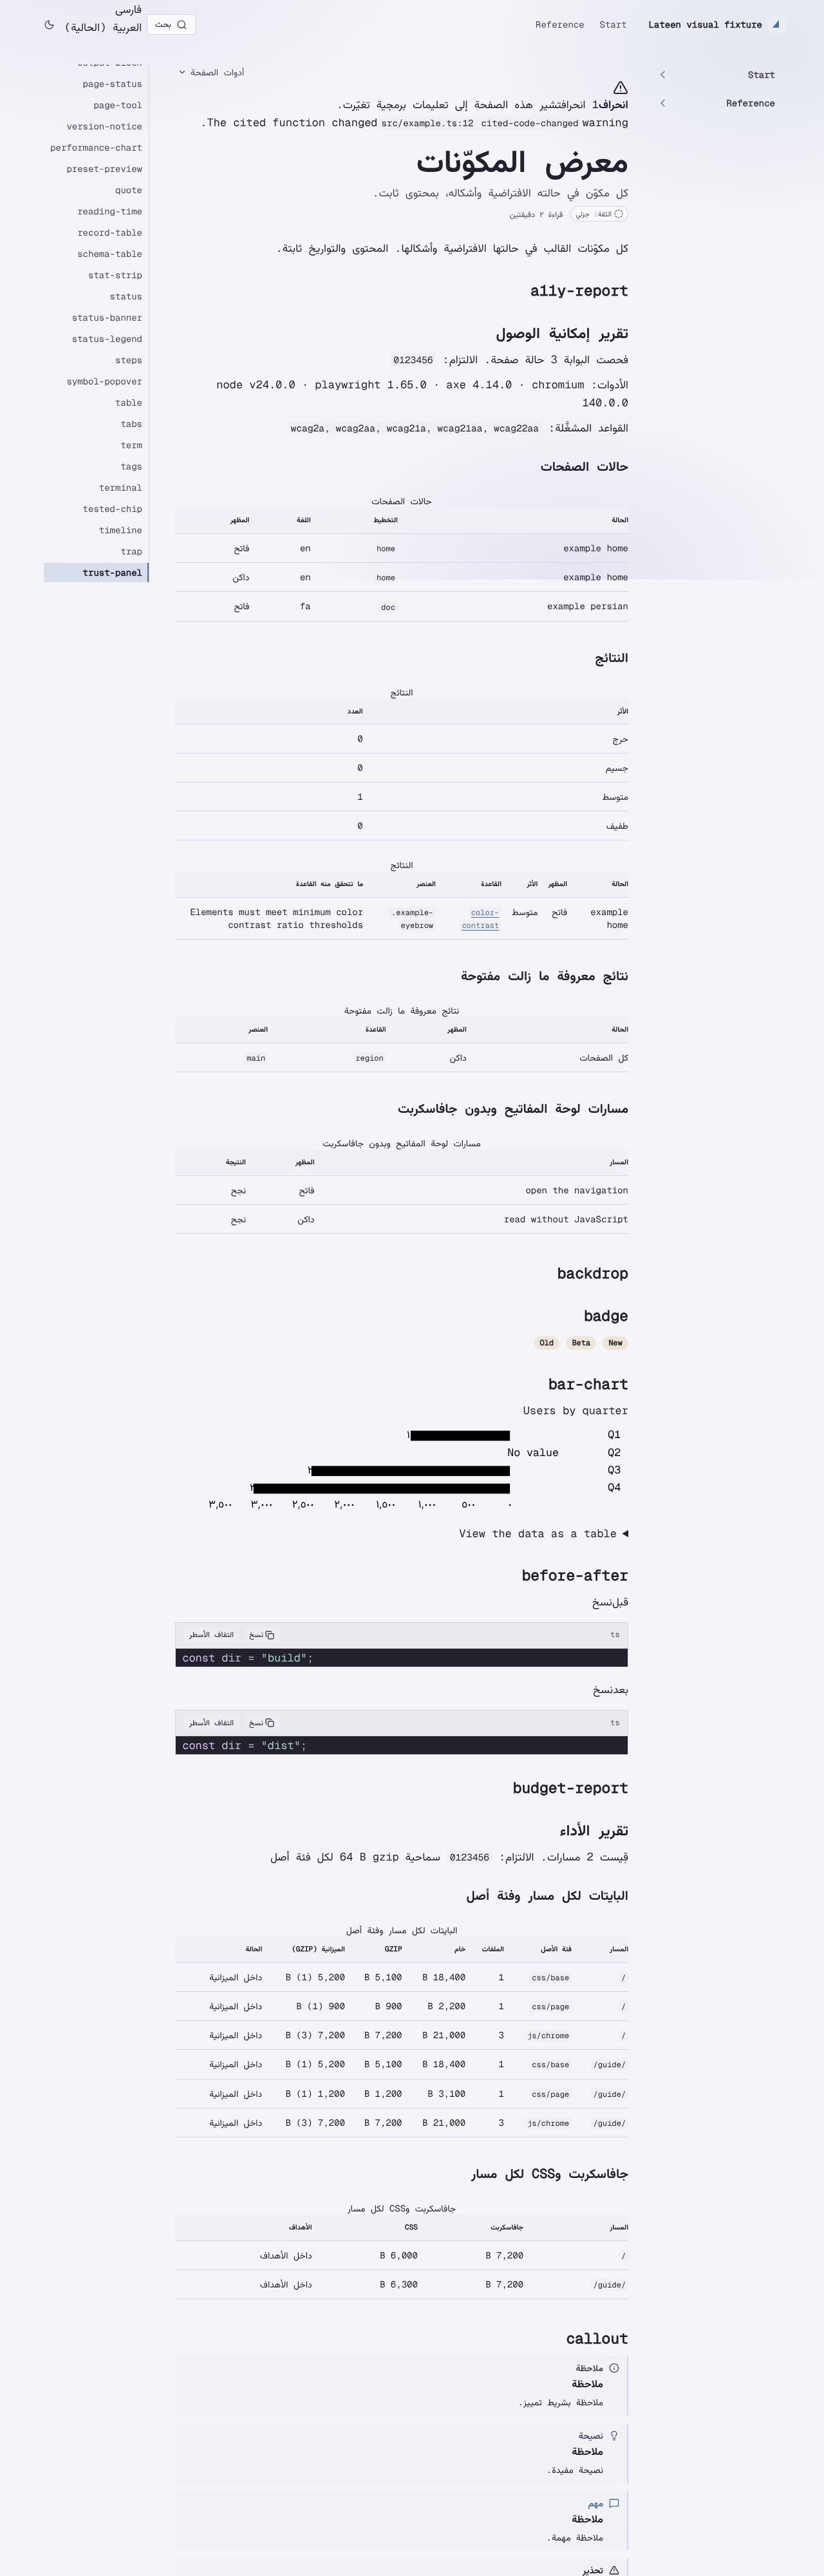 Lateen visual fixture
Start
Reference
بحث
فارسی
العربية (الحالية)
Start
Reference
أدوات الصفحة
انحراف1 انحرافتشير هذه الصفحة إلى تعليمات برمجية تغيّرت.
warning cited-code-changed src/example.ts:12 The cited function changed.
معرض المكوّنات
كل مكوّن في حالته الافتراضية وأشكاله، بمحتوى ثابت.
الثقة: جزئي
قراءة ٢ دقيقتين
كل مكوّنات القالب في حالتها الافتراضية وأشكالها. المحتوى والتواريخ ثابتة.
a11y-report
تقرير إمكانية الوصول
فحصت البوابة 3 حالة صفحة. الالتزام: 0123456
الأدوات: node v24.0.0 · playwright 1.65.0 · axe 4.14.0 · chromium
140.0.0
القواعد المشغَّلة: wcag2a, wcag2aa, wcag21a, wcag21aa, wcag22aa
حالات الصفحات
حالات الصفحات
الحالة التخطيط اللغة المظهر
example home home en فاتح
example home home en داكن
example persian doc fa فاتح
النتائج
النتائج
الأثر العدد
حرج 0
جسيم 0
متوسط 1
طفيف 0
النتائج
الحالة المظهر الأثر القاعدة العنصر ما تتحقق منه القاعدة
example home فاتح متوسط color-contrast .example-eyebrow Elements must meet minimum color contrast ratio thresholds
نتائج معروفة ما زالت مفتوحة
نتائج معروفة ما زالت مفتوحة
الحالة المظهر القاعدة العنصر
كل الصفحات داكن region main
مسارات لوحة المفاتيح وبدون جافاسكربت
مسارات لوحة المفاتيح وبدون جافاسكربت
المسار المظهر النتيجة
open the navigation فاتح نجح
read without JavaScript داكن نجح
backdrop
badge
New Beta Old
bar-chart
Users by quarter
Q1
Q2 No value
Q3
Q4
٠ ٥٠٠ ١٬٠٠٠ ١٬٥٠٠ ٢٬٠٠٠ ٢٬٥٠٠ ٣٬٠٠٠ ٣٬٥٠٠
View the data as a table
before-after
قبلنسخ
ts نسخ التفاف الأسطر
const dir = "build";
بعدنسخ
ts نسخ التفاف الأسطر
const dir = "dist";
budget-report
تقرير الأداء
قيست 2 مسارات. الالتزام: 0123456 سماحية 64 B gzip لكل فئة أصل
البايتات لكل مسار وفئة أصل
البايتات لكل مسار وفئة أصل
المسار فئة الأصل الملفات خام GZIP الميزانية (GZIP) الحالة
/ css/base 1 18,400 B 5,100 B 5,200 B (1) داخل الميزانية
/ css/page 1 2,200 B 900 B 900 B (1) داخل الميزانية
/ js/chrome 3 21,000 B 7,200 B 7,200 B (3) داخل الميزانية
/guide/ css/base 1 18,400 B 5,100 B 5,200 B (1) داخل الميزانية
/guide/ css/page 1 3,100 B 1,200 B 1,200 B (1) داخل الميزانية
/guide/ js/chrome 3 21,000 B 7,200 B 7,200 B (3) داخل الميزانية
جافاسكربت وCSS لكل مسار
جافاسكربت وCSS لكل مسار
المسار جافاسكربت CSS الأهداف
/ 7,200 B 6,000 B داخل الأهداف
/guide/ 7,200 B 6,300 B داخل الأهداف
callout
ملاحظة
ملاحظة
ملاحظة بشريط تمييز.
نصيحة
ملاحظة
نصيحة مفيدة.
مهم
ملاحظة
ملاحظة مهمة.
تحذير
page-status
page-tool
version-notice
performance-chart
preset-preview
quote
reading-time
record-table
schema-table
stat-strip
status
status-banner
status-legend
steps
symbol-popover
table
tabs
term
tags
terminal
tested-chip
timeline
trap
trust-panel